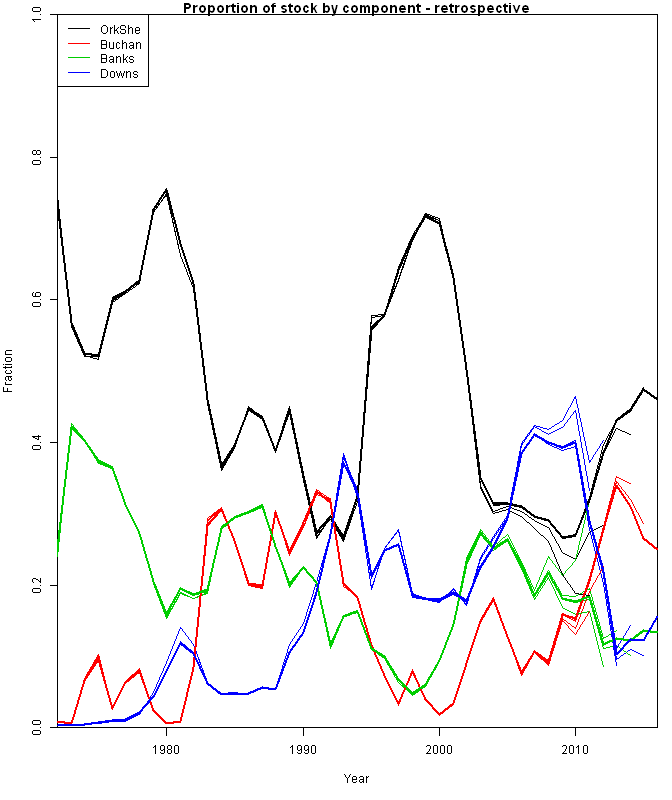 Proportion of stock by component - retrospective
OrkShe
Buchan
Banks
Downs
1.0
0.8
0.6
0.4
0.2
0.0
Fraction
1980 1990 2000 2010
Year